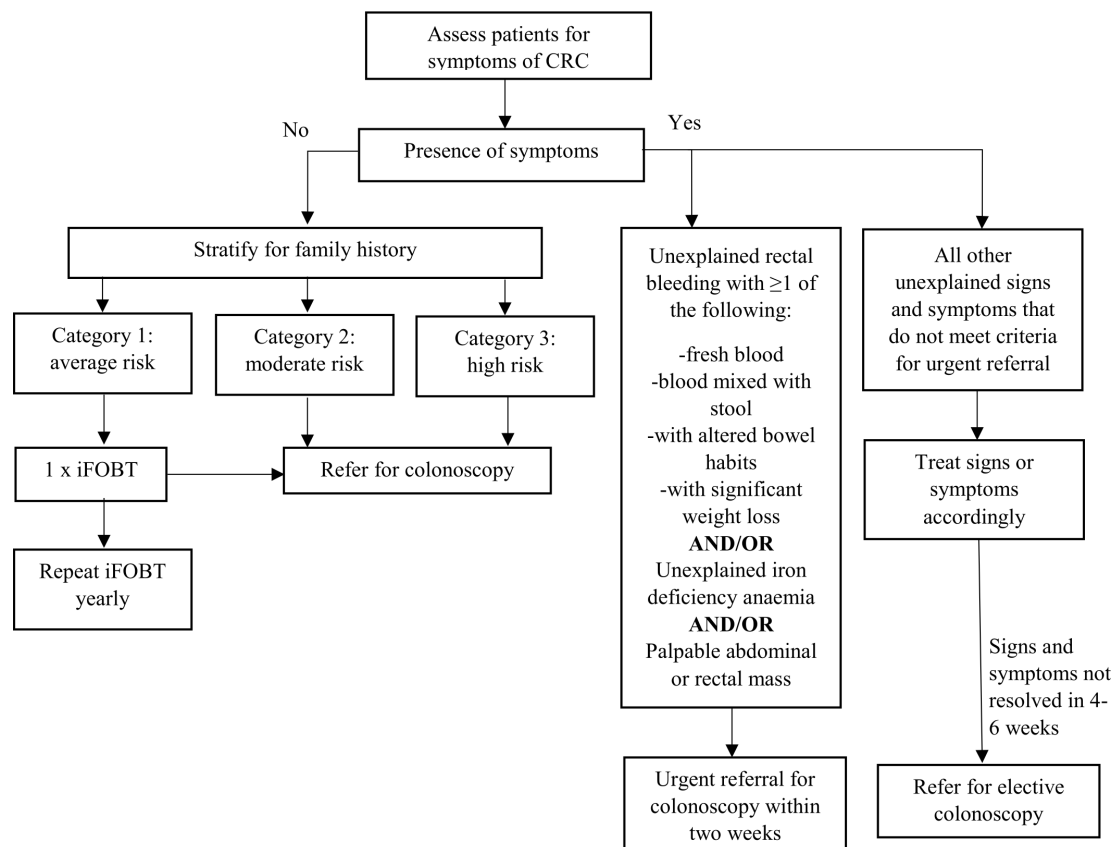 Assess patients for
symptoms of CRC
No
Yes
Presence of symptoms
Stratify for family history
Category 1:
average risk
Category 2:
moderate risk
Category 3:
high risk
1 x iFOBT
Refer for colonoscopy
Repeat iFOBT
yearly
Unexplained rectal
bleeding with ≥1 of
the following:
-fresh blood
-blood mixed with
stool
-with altered bowel
habits
-with significant
weight loss
AND/OR
Unexplained iron
deficiency anaemia
AND/OR
Palpable abdominal
or rectal mass
Urgent referral for
colonoscopy within
two weeks
All other
unexplained signs
and symptoms that
do not meet criteria
for urgent referral
Treat signs or
symptoms
accordingly
Signs and
symptoms not
resolved in 4-
6 weeks
Refer for elective
colonoscopy